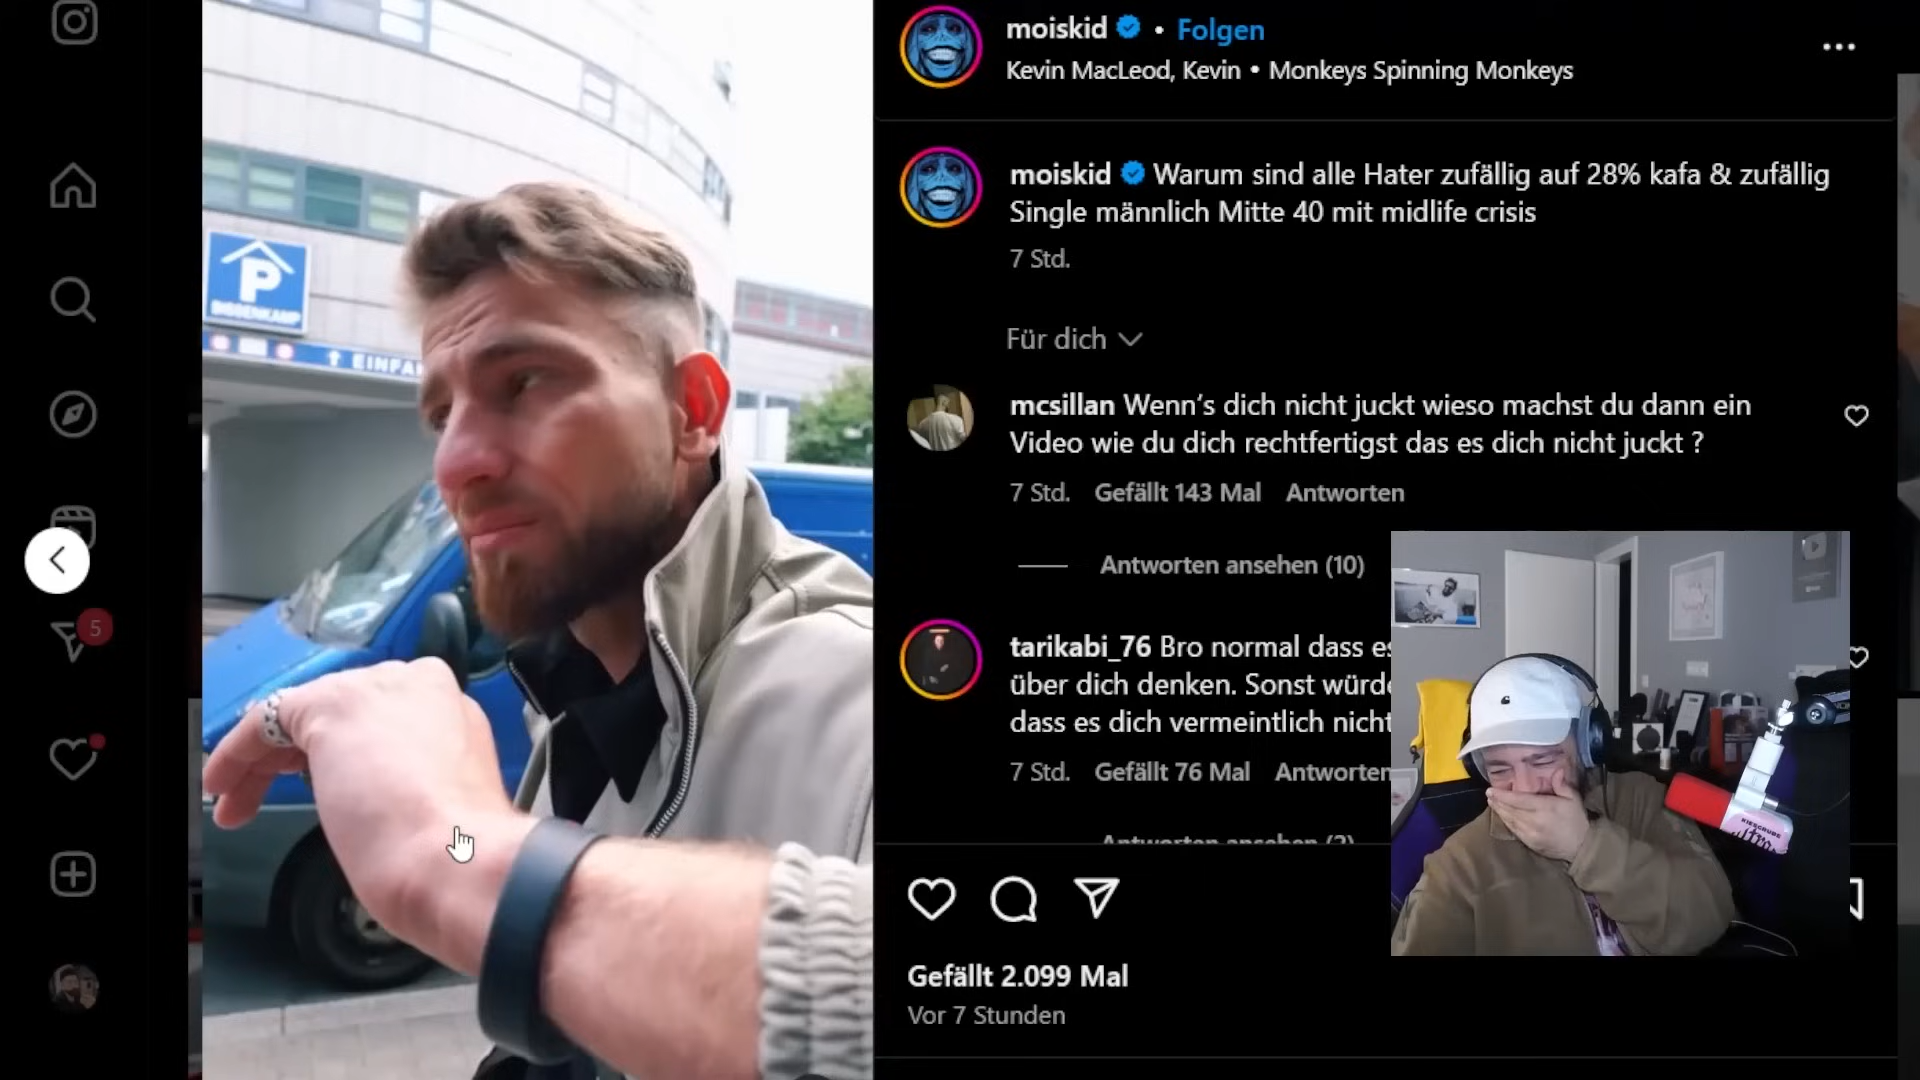 moiskid • Folgen
Kevin MacLeod, Kevin • Monkeys Spinning Monkeys
moiskid Warum sind alle Hater zufällig auf 28% kafa & zufällig
Single männlich Mitte 40 mit midlife crisis
7 Std.
Für dich
mcsillan Wenn's dich nicht juckt wieso machst du dann ein
Video wie du dich rechtfertigst das es dich nicht juckt ?
7 Std. Gefällt 143 Mal Antworten
Antworten ansehen (10)
tarikabi_76 Bro normal dass es
über dich denken. Sonst würde
dass es dich vermeintlich nicht
7 Std. Gefällt 76 Mal Antworten
Antworten ansehen (2)
Gefällt 2.099 Mal
Vor 7 Stunden
5
P
BISSENKAMP
EINFA